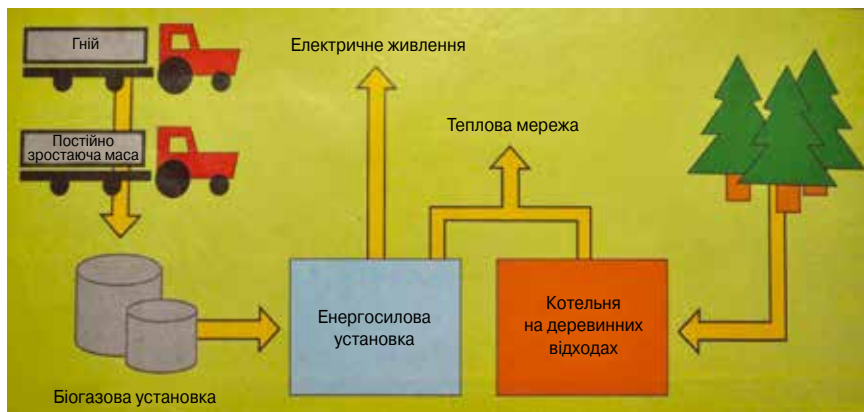 Гній
Постійно
зростаюча маса
Електричне живлення
Теплова мережа
Енергосилова
установка
Котельня
на деревинних
відходах
Біогазова установка